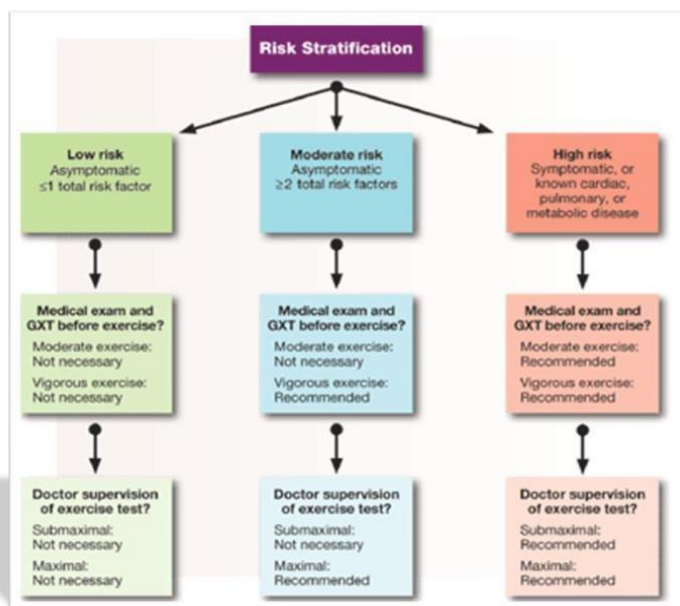 Risk Stratification
Low risk
Asymptomatic
≤1 total risk factor
Moderate risk
Asymptomatic
≥2 total risk factors
High risk
Symptomatic, or
known cardiac,
pulmonary, or
metabolic disease
Medical exam and
GXT before exercise?
Moderate exercise:
Not necessary
Vigorous exercise:
Not necessary
Medical exam and
GXT before exercise?
Moderate exercise:
Not necessary
Vigorous exercise:
Recommended
Medical exam and
GXT before exercise?
Moderate exercise:
Recommended
Vigorous exercise:
Recommended
Doctor supervision
of exercise test?
Submaximal:
Not necessary
Maximal:
Not necessary
Doctor supervision
of exercise test?
Submaximal:
Not necessary
Maximal:
Recommended
Doctor supervision
of exercise test?
Submaximal:
Recommended
Maximal:
Recommended